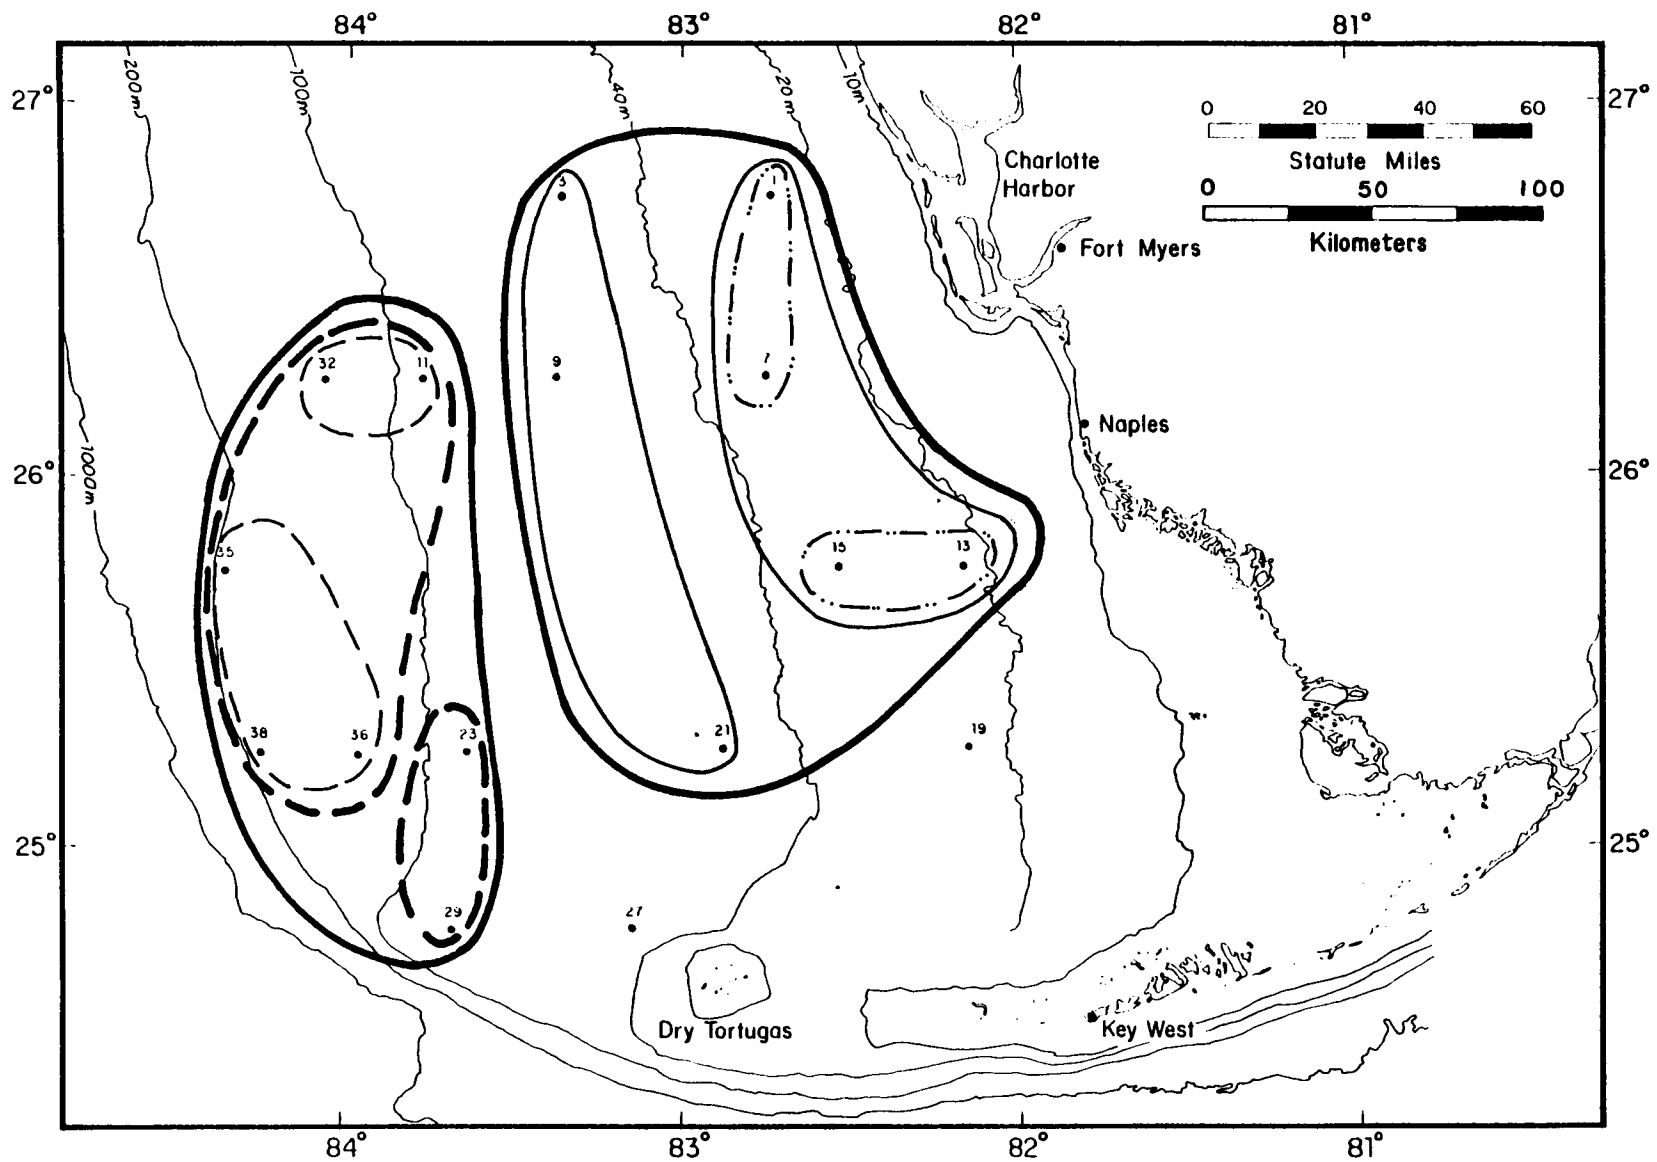 84° 83° 82° 81°
200m 100m 40m 20m 10m
27° 27°
0 20 40 60
Statute Miles
Charlotte
Harbor
0 50 100
Kilometers
3 1
Fort Myers
32 11 9 7
Naples
26° 26°
1000m
35 15 13
38 36 23 21 19
25° 25°
29 27
Dry Tortugas
Key West
84° 83° 82° 81°